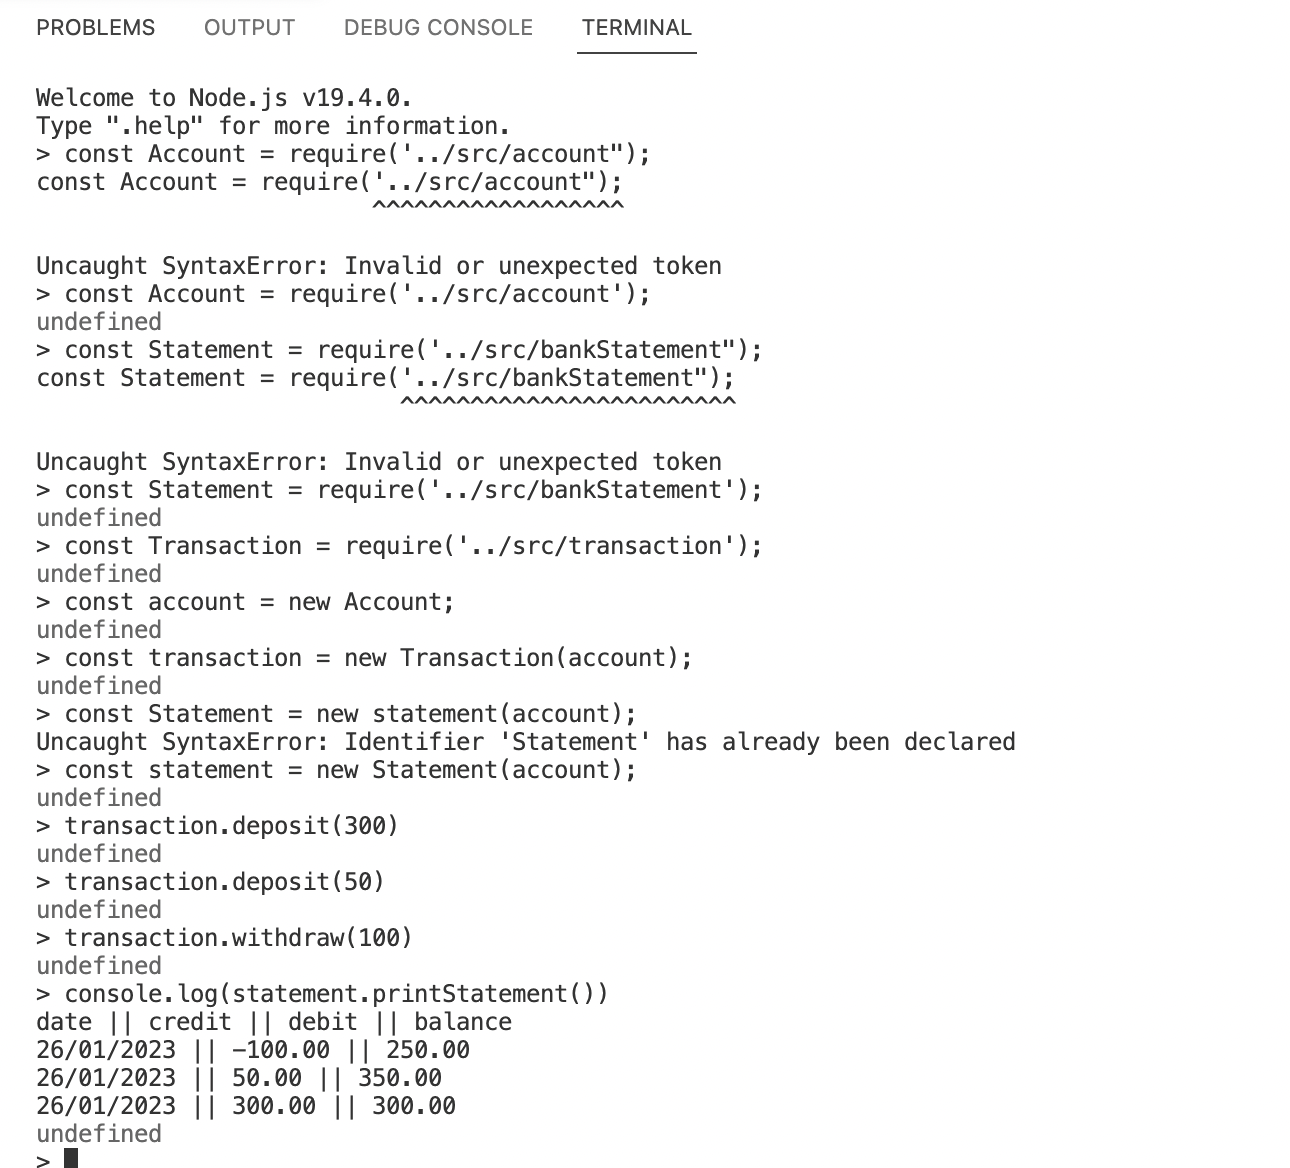 PROBLEMS OUTPUT DEBUG CONSOLE TERMINAL
Welcome to Node.js v19.4.0.
Type ".help" for more information.
> const Account = require('../src/account");
const Account = require('../src/account");
^^^^^^^^^^^^^^^^^^
Uncaught SyntaxError: Invalid or unexpected token
> const Account = require('../src/account');
undefined
> const Statement = require('../src/bankStatement");
const Statement = require('../src/bankStatement");
^^^^^^^^^^^^^^^^^^^^^^^^
Uncaught SyntaxError: Invalid or unexpected token
> const Statement = require('../src/bankStatement');
undefined
> const Transaction = require('../src/transaction');
undefined
> const account = new Account;
undefined
> const transaction = new Transaction(account);
undefined
> const Statement = new statement(account);
Uncaught SyntaxError: Identifier 'Statement' has already been declared
> const statement = new Statement(account);
undefined
> transaction.deposit(300)
undefined
> transaction.deposit(50)
undefined
> transaction.withdraw(100)
undefined
> console.log(statement.printStatement())
date || credit || debit || balance
26/01/2023 || -100.00 || 250.00
26/01/2023 || 50.00 || 350.00
26/01/2023 || 300.00 || 300.00
undefined
>